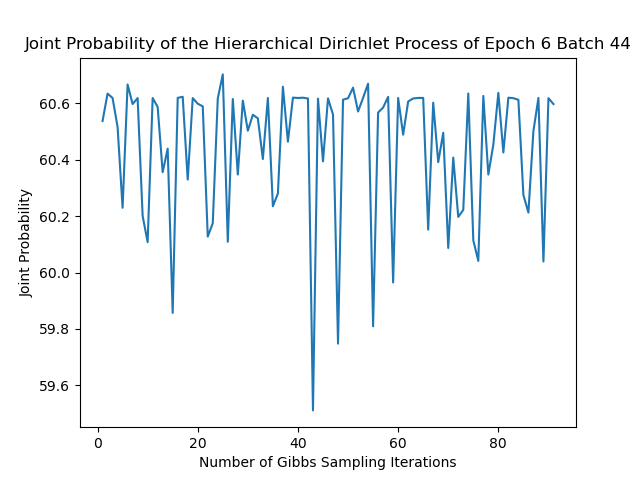 Joint Probability of the Hierarchical Dirichlet Process of Epoch 6 Batch 44
60.6
60.4
60.2
60.0
59.8
59.6
Joint Probability
0 20 40 60 80
Number of Gibbs Sampling Iterations